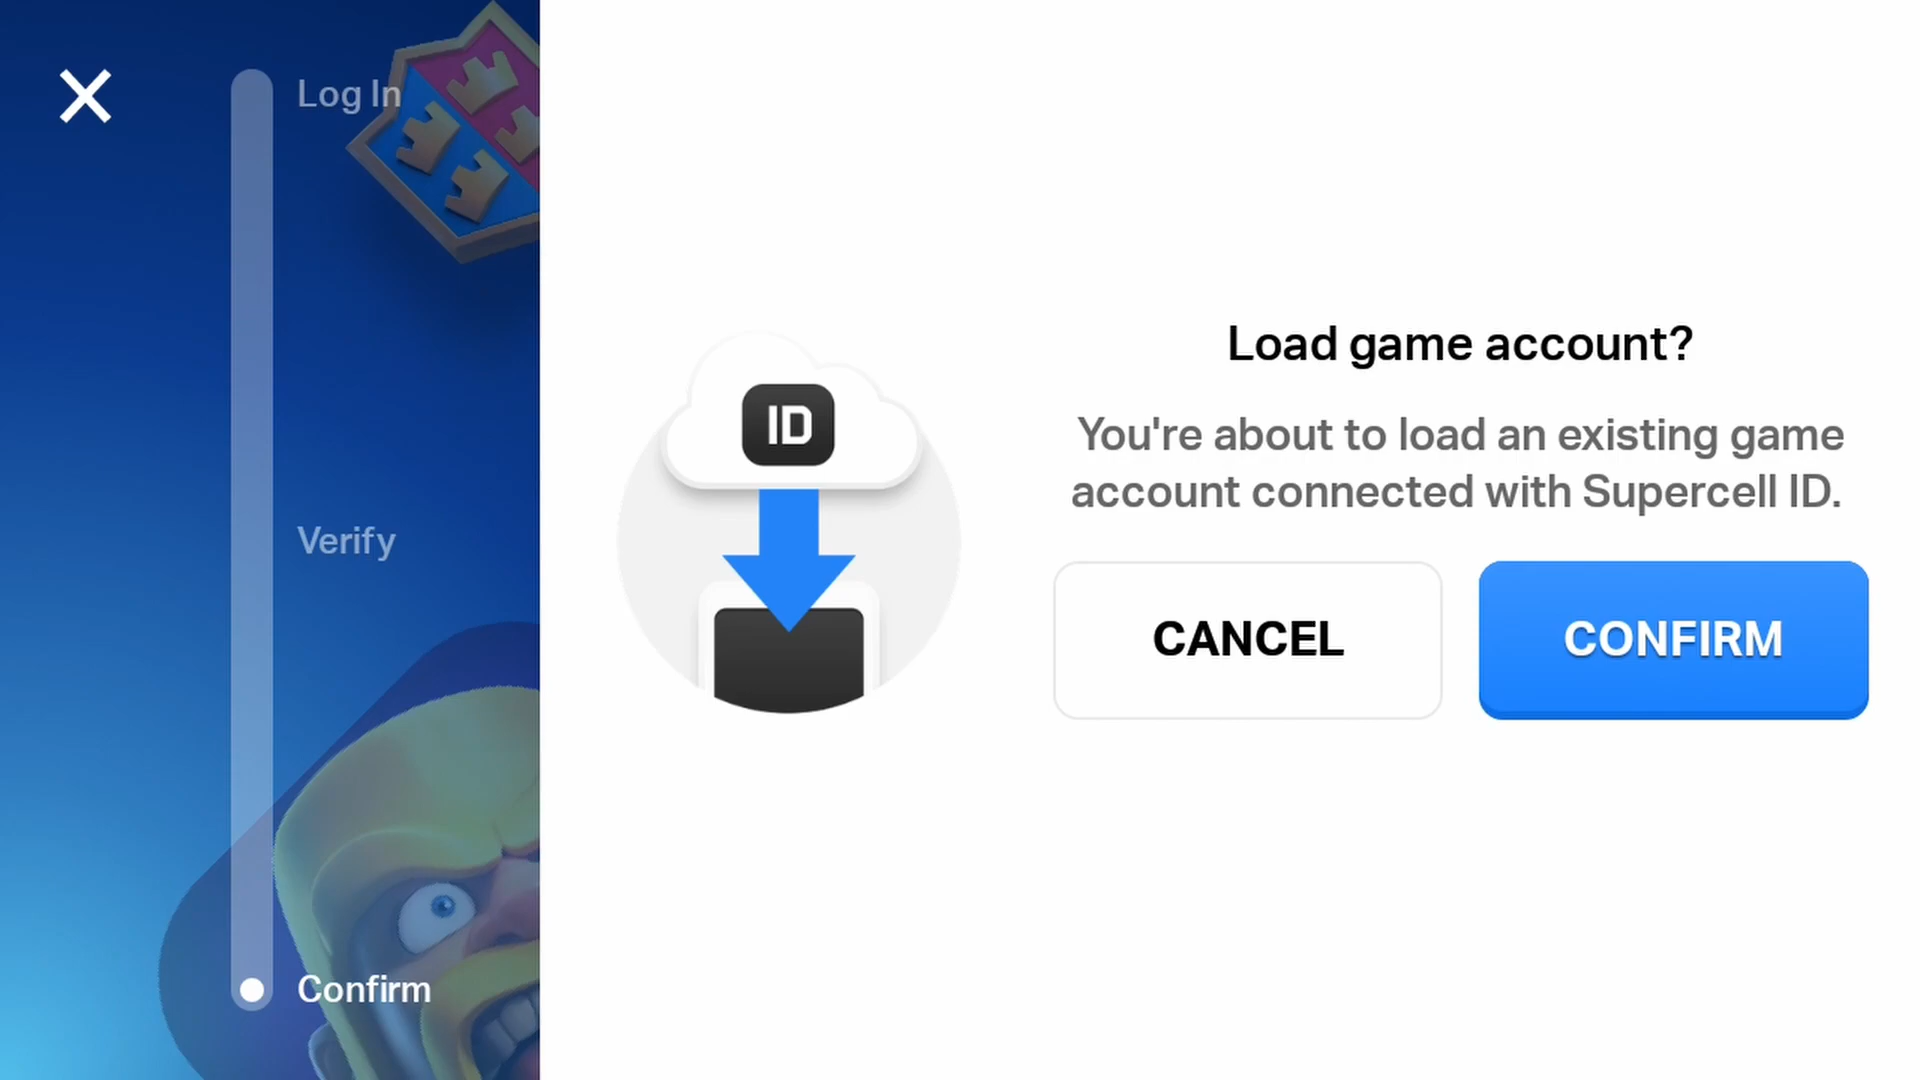 Log In
Verify
Confirm
ID
Load game account?
You're about to load an existing game
account connected with Supercell ID.
CANCEL
CONFIRM